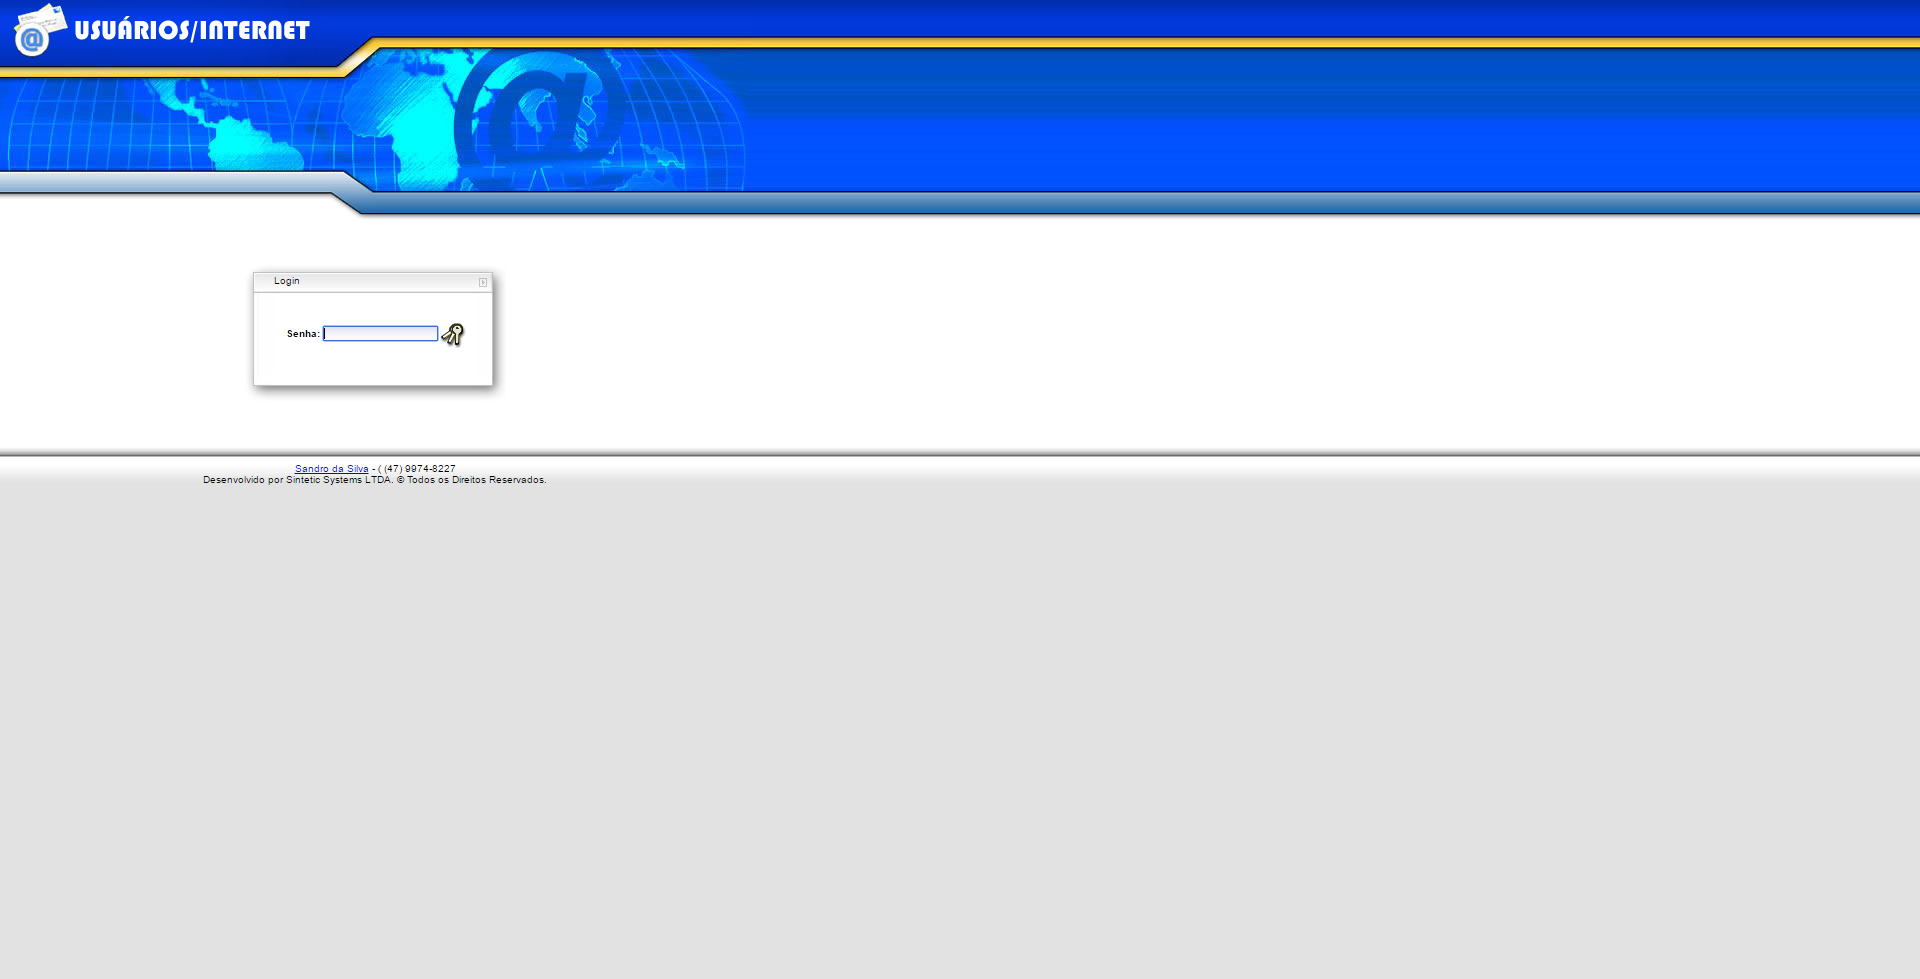 USUÁRIOS/INTERNET
Login
Senha:
Sandro da Silva - ( (47) 9974-8227
Desenvolvido por Sintetic Systems LTDA. © Todos os Direitos Reservados.